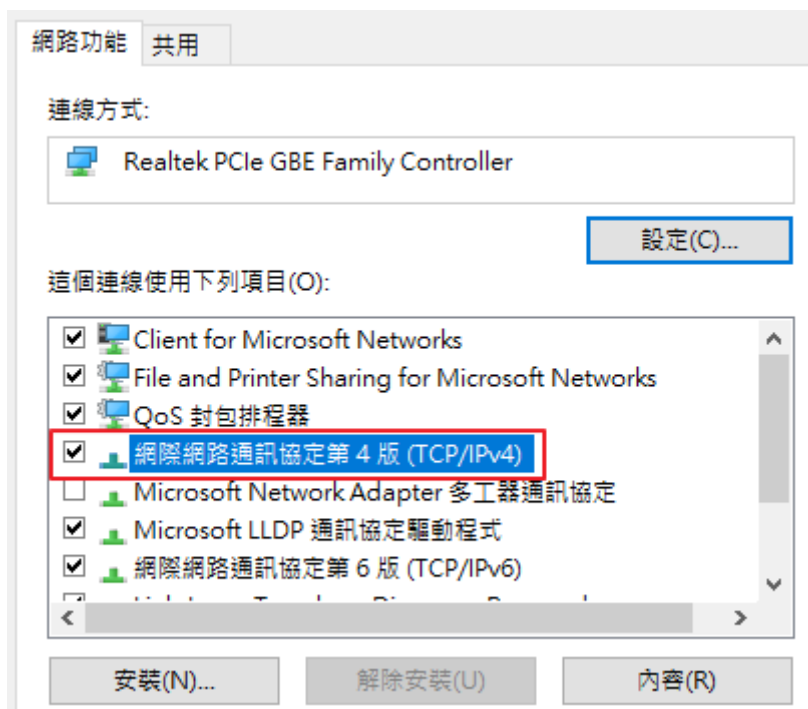 網路功能 共用
連線方式:
Realtek PCIe GBE Family Controller
設定(C)...
這個連線使用下列項目(O):
Client for Microsoft Networks
File and Printer Sharing for Microsoft Networks
QoS 封包排程器
網際網路通訊協定第 4 版 (TCP/IPv4)
Microsoft Network Adapter 多工器通訊協定
Microsoft LLDP 通訊協定驅動程式
網際網路通訊協定第 6 版 (TCP/IPv6)
安裝(N)... 解除安裝(U) 內容(R)